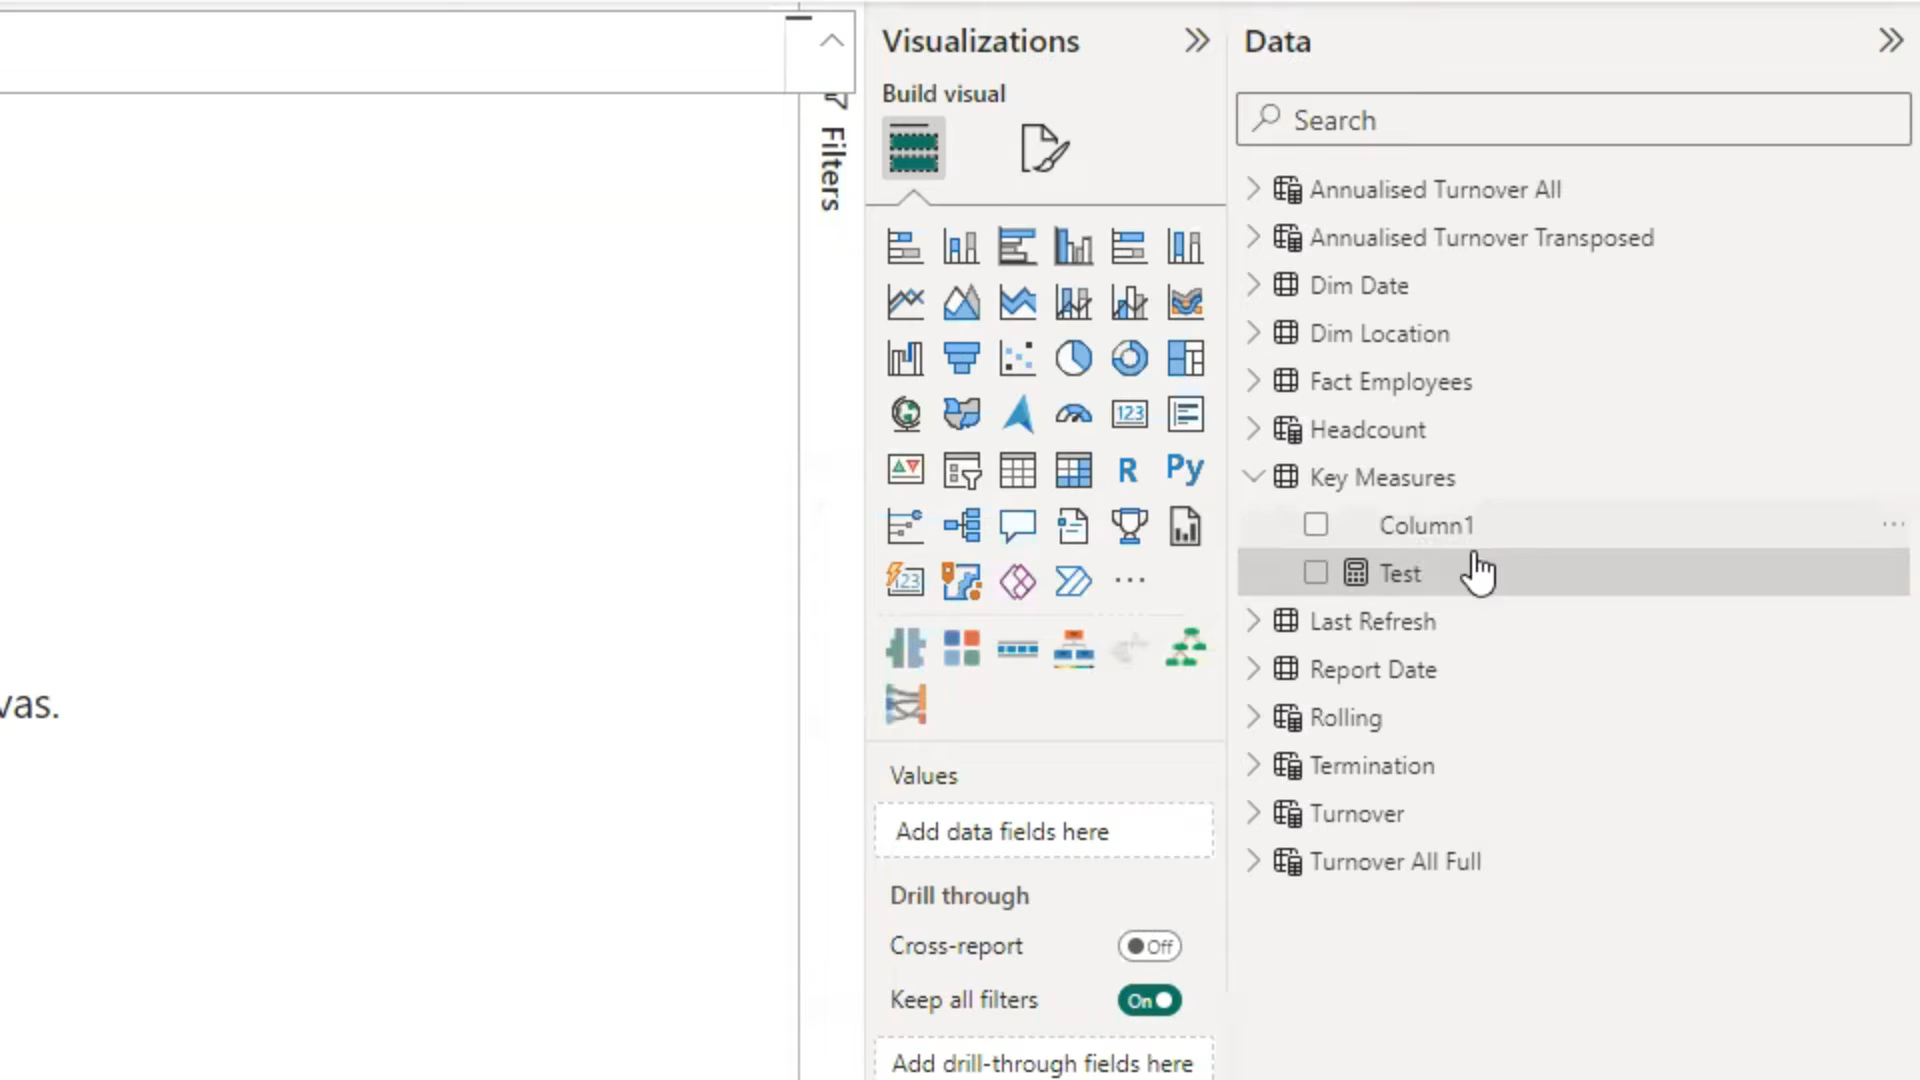 Visualizations
Data
Build visual
Search
Filters
Annualised Turnover All
Annualised Turnover Transposed
Dim Date
Dim Location
Fact Employees
123
Headcount
R
Py
Key Measures
Column1
...
123
...
Test
Last Refresh
Report Date
vas.
Rolling
Values
Termination
Add data fields here
Turnover
Turnover All Full
Drill through
Cross-report
Off
Keep all filters
On
Add drill-through fields here